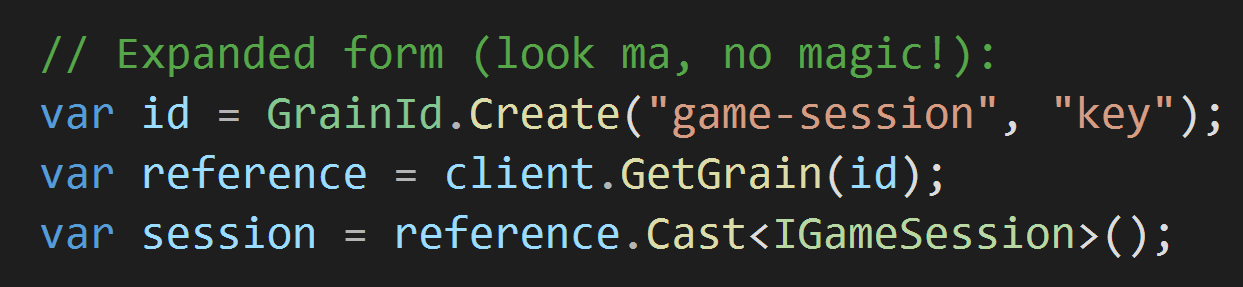 // Expanded form (look ma, no magic!):
var id = GrainId.Create("game-session", "key");
var reference = client.GetGrain(id);
var session = reference.Cast<IGameSession>();